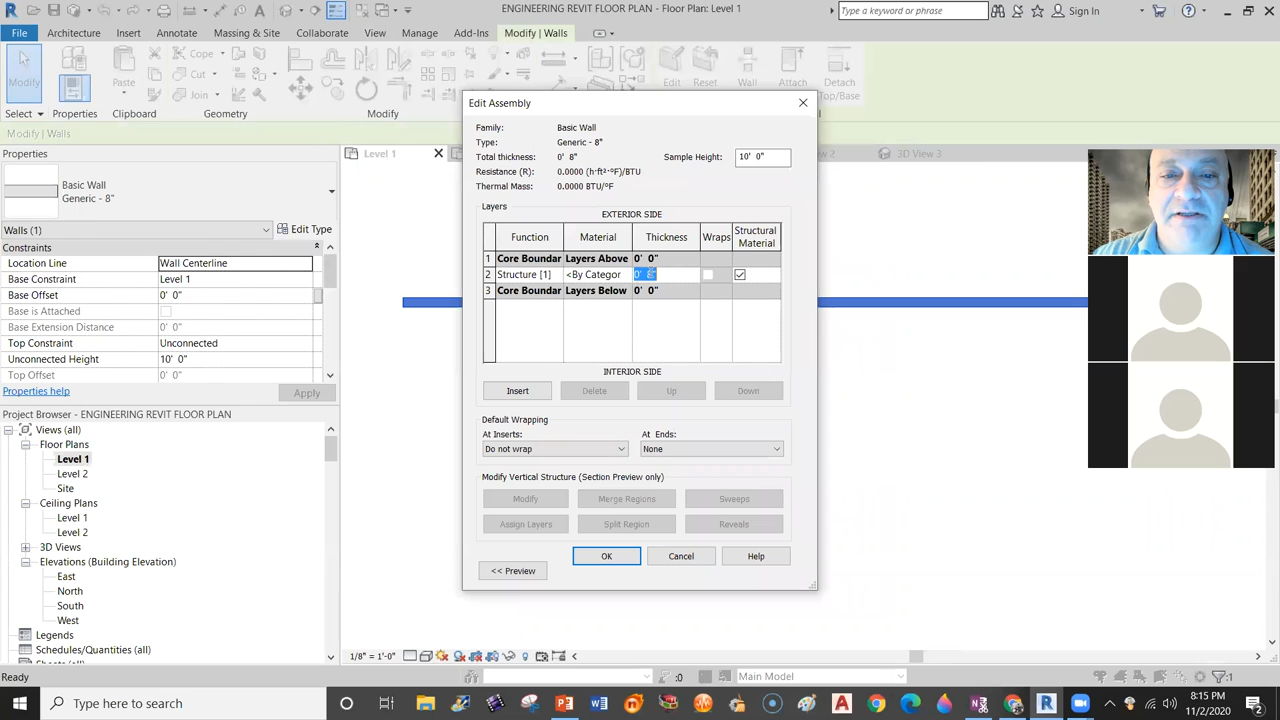 ENGINEERING REVIT FLOOR PLAN - Floor Plan: Level 1
Type a keyword or phrase
Sign In
File Architecture Insert Annotate Massing & Site Collaborate View Manage Add-Ins Modify | Walls
Modify
Paste
Cope
Cut
Join
Edit Reset Wall Attach Detach
Top/Base
Select Properties Clipboard Geometry Modify
Modify | Walls
Properties
Level 1
3D View 3
Basic Wall
Generic - 8"
Walls (1)
Edit Type
Constraints
Location Line Wall Centerline
Base Constraint Level 1
Base Offset 0' 0"
Base is Attached
Base Extension Distance 0' 0"
Top Constraint Unconnected
Unconnected Height 10' 0"
Top Offset 0' 0"
Properties help
Apply
Project Browser - ENGINEERING REVIT FLOOR PLAN
Views (all)
Floor Plans
Level 1
Level 2
Site
Ceiling Plans
Level 1
Level 2
3D Views
Elevations (Building Elevation)
East
North
South
West
Legends
Schedules/Quantities (all)
Edit Assembly
Family: Basic Wall
Type: Generic - 8"
Total thickness: 0' 8"
Sample Height: 10' 0"
Resistance (R): 0.0000 (h·ft²·°F)/BTU
Thermal Mass: 0.0000 BTU/°F
Layers
EXTERIOR SIDE
Function Material Thickness Wraps Structural Material
1 Core Boundar Layers Above 0' 0"
2 Structure [1] <By Categor 0' 8"
3 Core Boundar Layers Below 0' 0"
INTERIOR SIDE
Insert Delete Up Down
Default Wrapping
At Inserts: At Ends:
Do not wrap None
Modify Vertical Structure (Section Preview only)
Modify Merge Regions Sweeps
Assign Layers Split Region Reveals
OK Cancel Help
<< Preview
1/8" = 1'-0"
Ready
:0
Main Model
:1
Type here to search
8:15 PM
11/2/2020